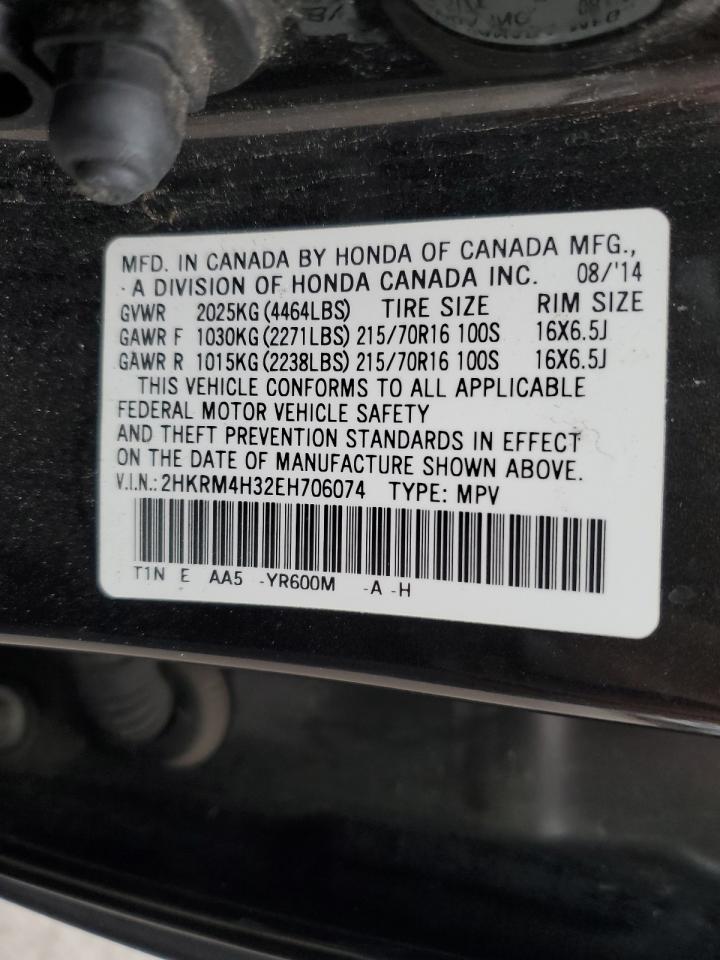 MFD. IN CANADA BY HONDA OF CANADA MFG.,
A DIVISION OF HONDA CANADA INC. 08/'14
GVWR 2025KG (4464LBS) TIRE SIZE RIM SIZE
GAWR F 1030KG (2271LBS) 215/70R16 100S 16X6.5J
GAWR R 1015KG (2238LBS) 215/70R16 100S 16X6.5J
THIS VEHICLE CONFORMS TO ALL APPLICABLE
FEDERAL MOTOR VEHICLE SAFETY
AND THEFT PREVENTION STANDARDS IN EFFECT
ON THE DATE OF MANUFACTURE SHOWN ABOVE.
V.I.N.: 2HKRM4H32EH706074 TYPE: MPV
T1N E AA5 -YR600M -A -H